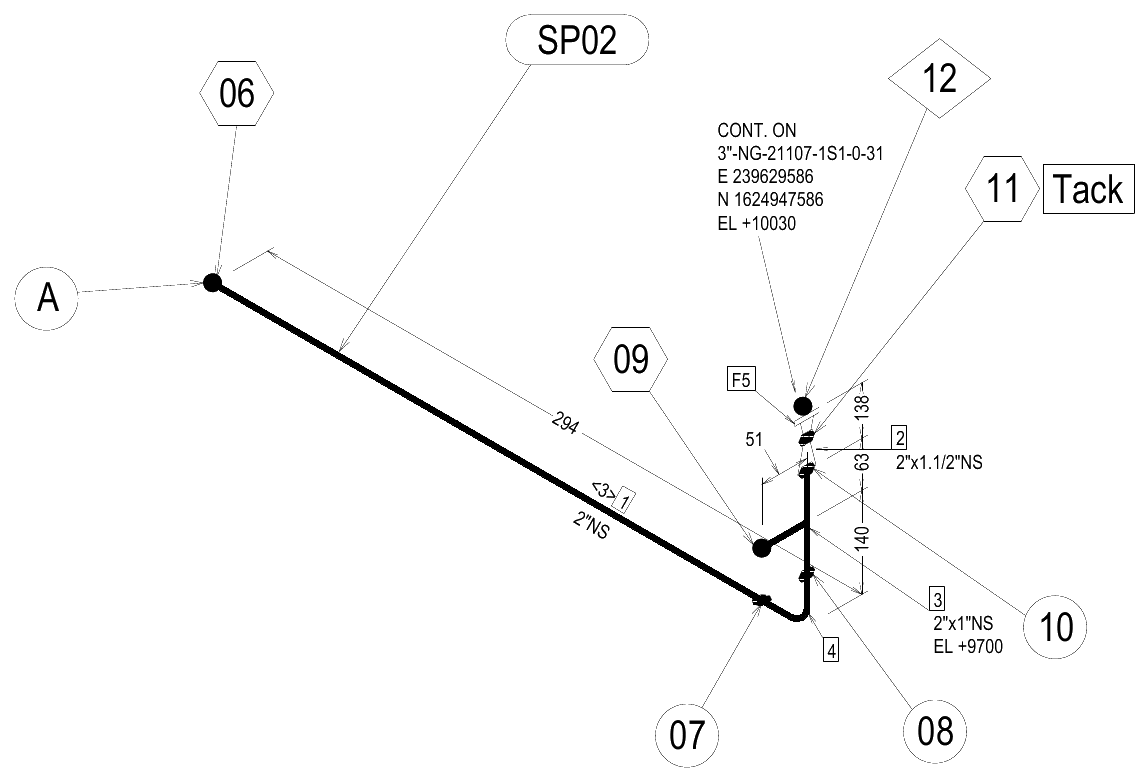 SP02
06
12
CONT. ON
3"-NG-21107-1S1-0-31
E 239629586
N 1624947586
EL +10030
11
Tack
A
09
F5
138
294
51
2
63
2"x1.1/2"NS
<3> 1
2"NS
140
3
2"x1"NS
EL +9700
10
4
07
08